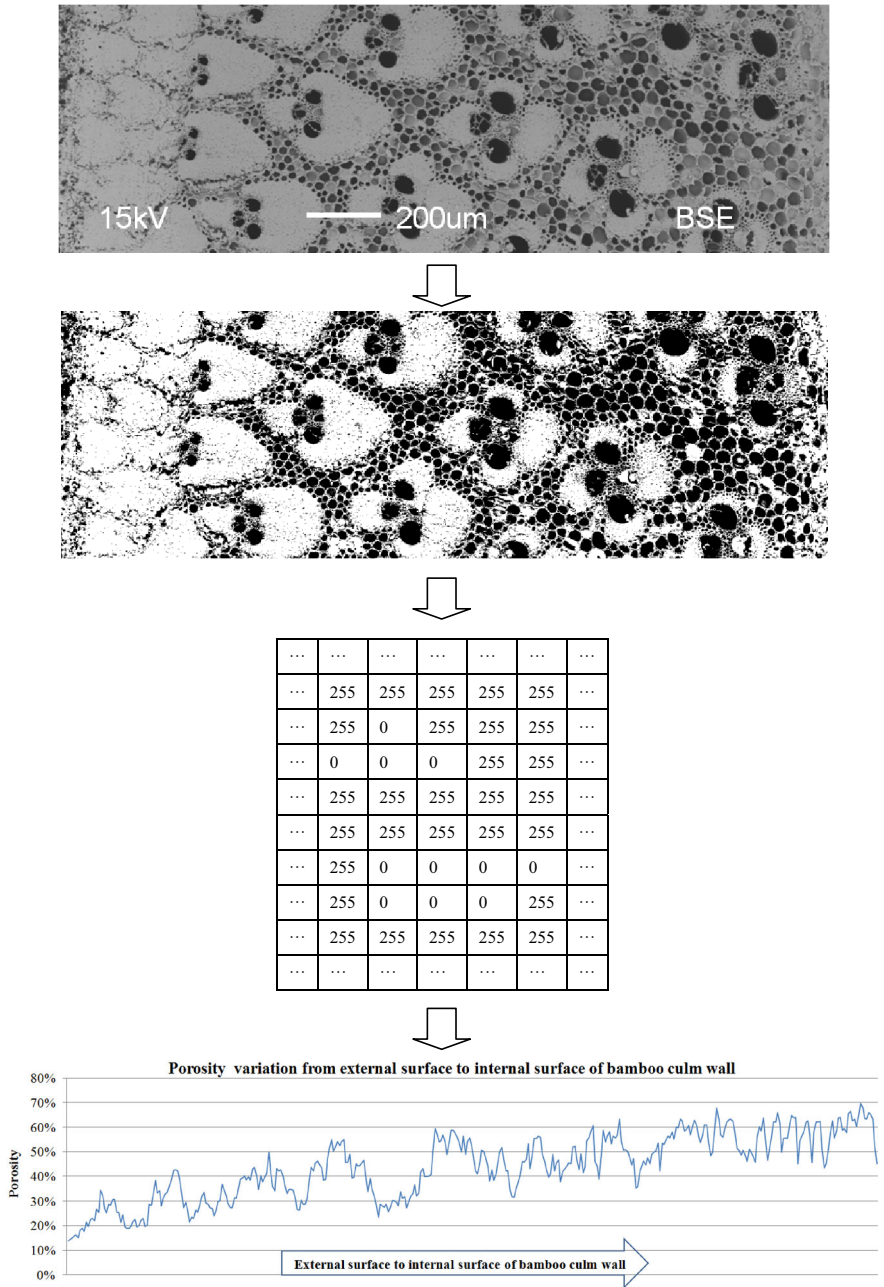 15kV 200um BSE
... ... ... ... ... ... ...
... 255 255 255 255 255 ...
... 255 0 255 255 255 ...
... 0 0 0 255 255 ...
... 255 255 255 255 255 ...
... 255 255 255 255 255 ...
... 255 0 0 0 0 ...
... 255 0 0 0 255 ...
... 255 255 255 255 255 ...
... ... ... ... ... ... ...
Porosity variation from external surface to internal surface of bamboo culm wall
80%
70%
60%
50%
40%
30%
20%
10%
0%
Porosity
External surface to internal surface of bamboo culm wall